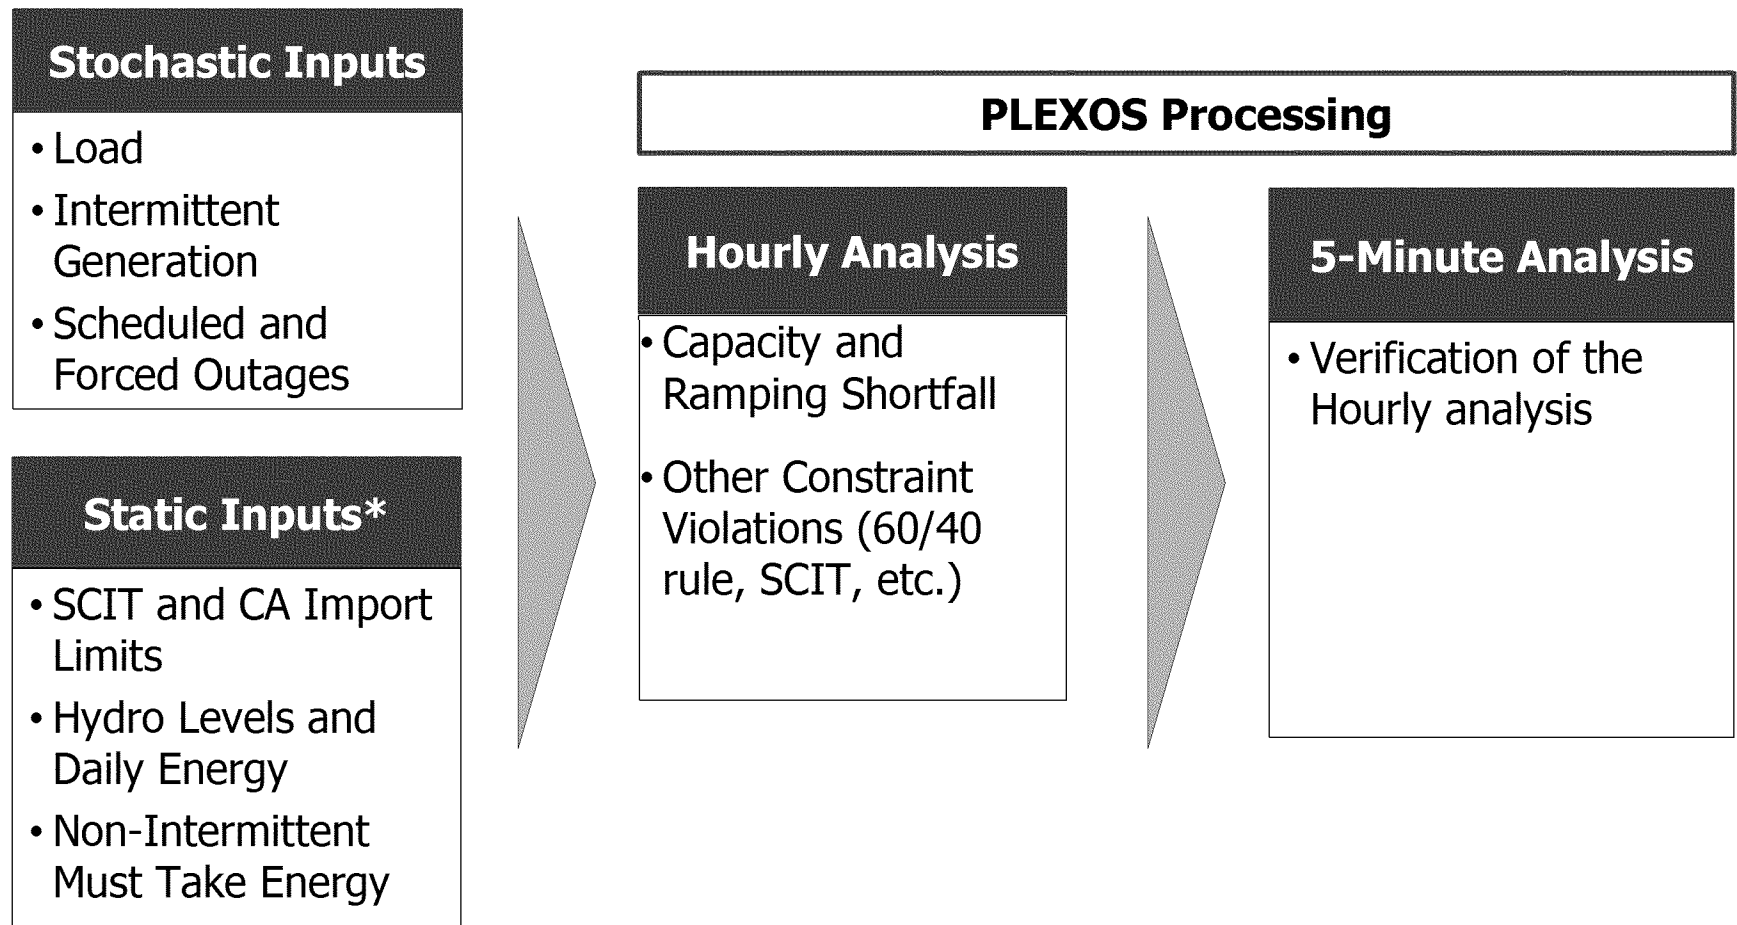 Stochastic Inputs
• Load
• Intermittent
Generation
• Scheduled and
Forced Outages
Static Inputs*
• SCIT and CA Import
Limits
• Hydro Levels and
Daily Energy
• Non-Intermittent
Must Take Energy
PLEXOS Processing
Hourly Analysis
• Capacity and
Ramping Shortfall
• Other Constraint
Violations (60/40
rule, SCIT, etc.)
5-Minute Analysis
• Verification of the
Hourly analysis